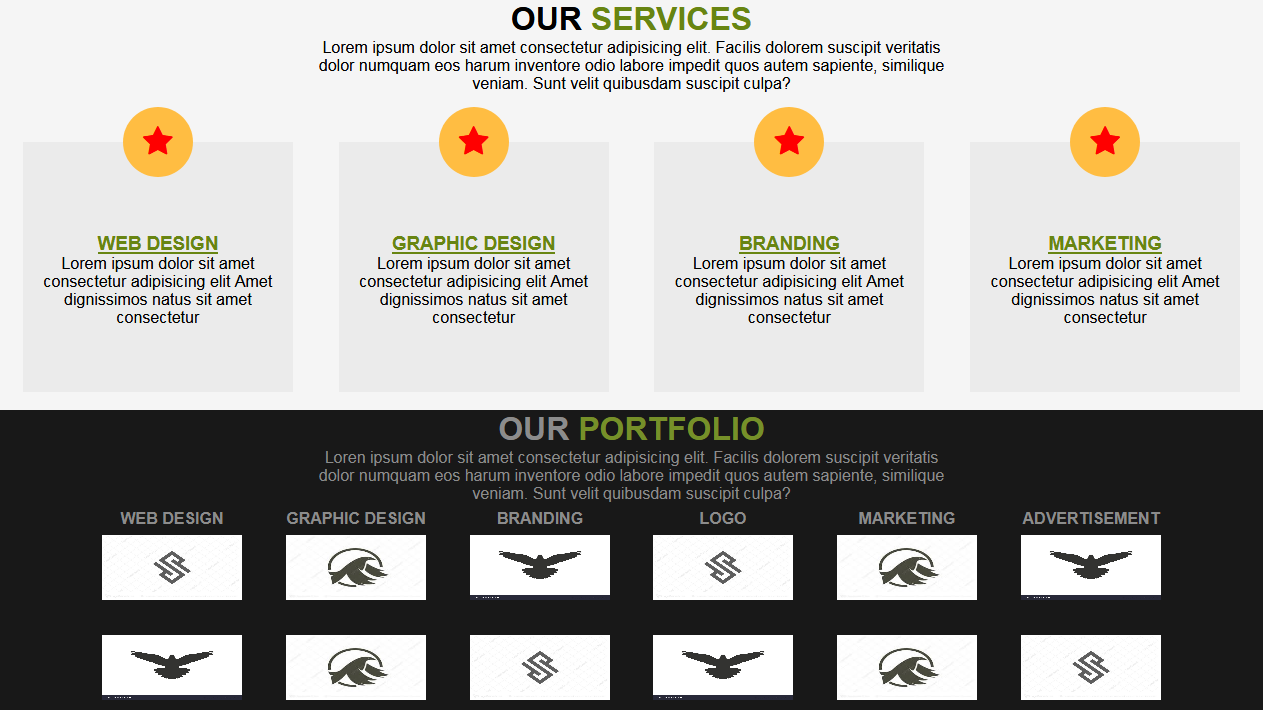 OUR SERVICES
Lorem ipsum dolor sit amet consectetur adipisicing elit. Facilis dolorem suscipit veritatis
dolor numquam eos harum inventore odio labore impedit quos autem sapiente, similique
veniam. Sunt velit quibusdam suscipit culpa?
WEB DESIGN
Lorem ipsum dolor sit amet
consectetur adipisicing elit Amet
dignissimos natus sit amet
consectetur
GRAPHIC DESIGN
Lorem ipsum dolor sit amet
consectetur adipisicing elit Amet
dignissimos natus sit amet
consectetur
BRANDING
Lorem ipsum dolor sit amet
consectetur adipisicing elit Amet
dignissimos natus sit amet
consectetur
MARKETING
Lorem ipsum dolor sit amet
consectetur adipisicing elit Amet
dignissimos natus sit amet
consectetur
OUR PORTFOLIO
Loren ipsum dolor sit amet consectetur adipisicing elit. Facilis dolorem suscipit veritatis
dolor numquam eos harum inventore odio labore impedit quos autem sapiente, similique
veniam. Sunt velit quibusdam suscipit culpa?
WEB DESIGN GRAPHIC DESIGN BRANDING LOGO MARKETING ADVERTISEMENT